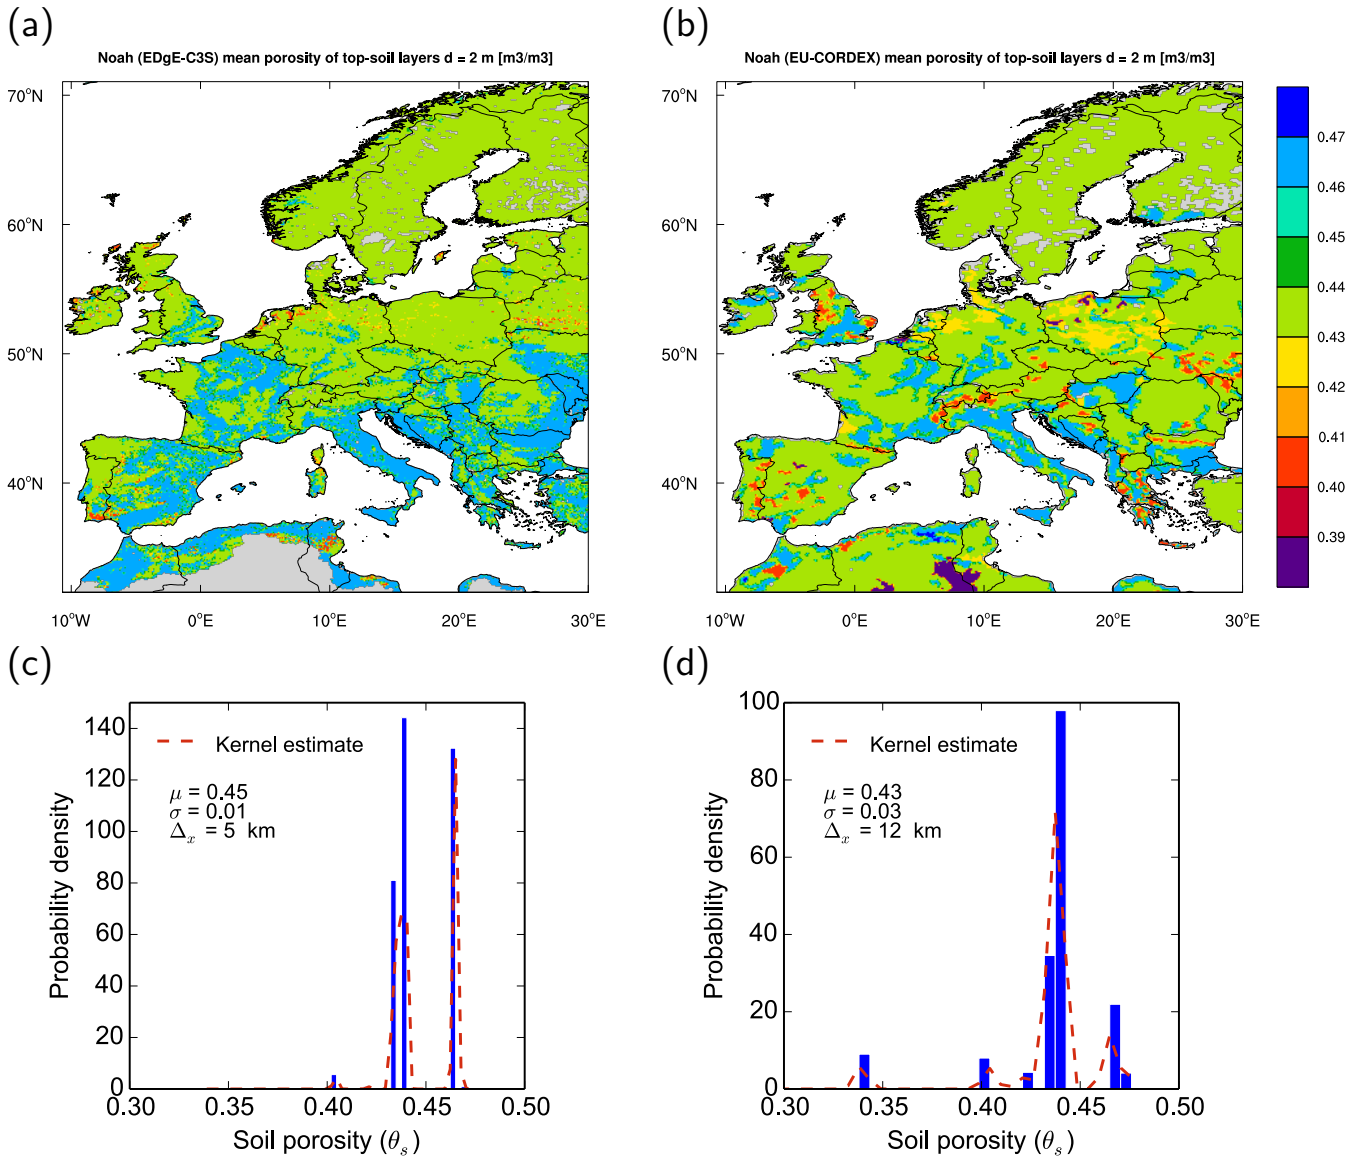 (a)
(b)
Noah (EDgE-C3S) mean porosity of top-soil layers d = 2 m [m3/m3]
Noah (EU-CORDEX) mean porosity of top-soil layers d = 2 m [m3/m3]
70°N
60°N
50°N
40°N
10°W 0°E 10°E 20°E 30°E
70°N
60°N
50°N
40°N
10°W 0°E 10°E 20°E 30°E
0.47
0.46
0.45
0.44
0.43
0.42
0.41
0.40
0.39
(c)
(d)
140
120
100
80
60
40
20
0
Probability density
Kernel estimate
μ = 0.45
σ = 0.01
Δx = 5 km
0.30 0.35 0.40 0.45 0.50
Soil porosity (θs)
100
80
60
40
20
0
Probability density
Kernel estimate
μ = 0.43
σ = 0.03
Δx = 12 km
0.30 0.35 0.40 0.45 0.50
Soil porosity (θs)